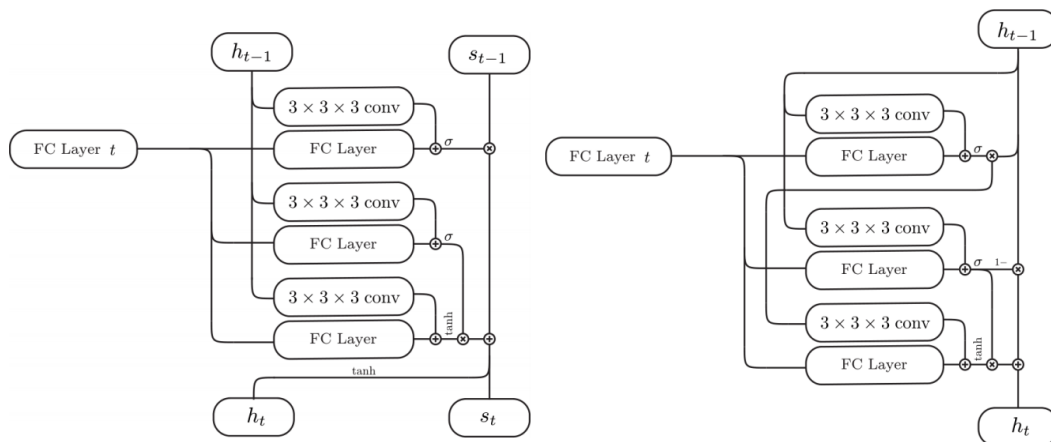 h_{t−1}
s_{t−1}
3 × 3 × 3 conv
FC Layer t
FC Layer
σ
3 × 3 × 3 conv
FC Layer
σ
3 × 3 × 3 conv
FC Layer
tanh
tanh
h_t
s_t
h_{t−1}
3 × 3 × 3 conv
FC Layer t
FC Layer
σ
3 × 3 × 3 conv
FC Layer
σ
1−
3 × 3 × 3 conv
FC Layer
tanh
h_t